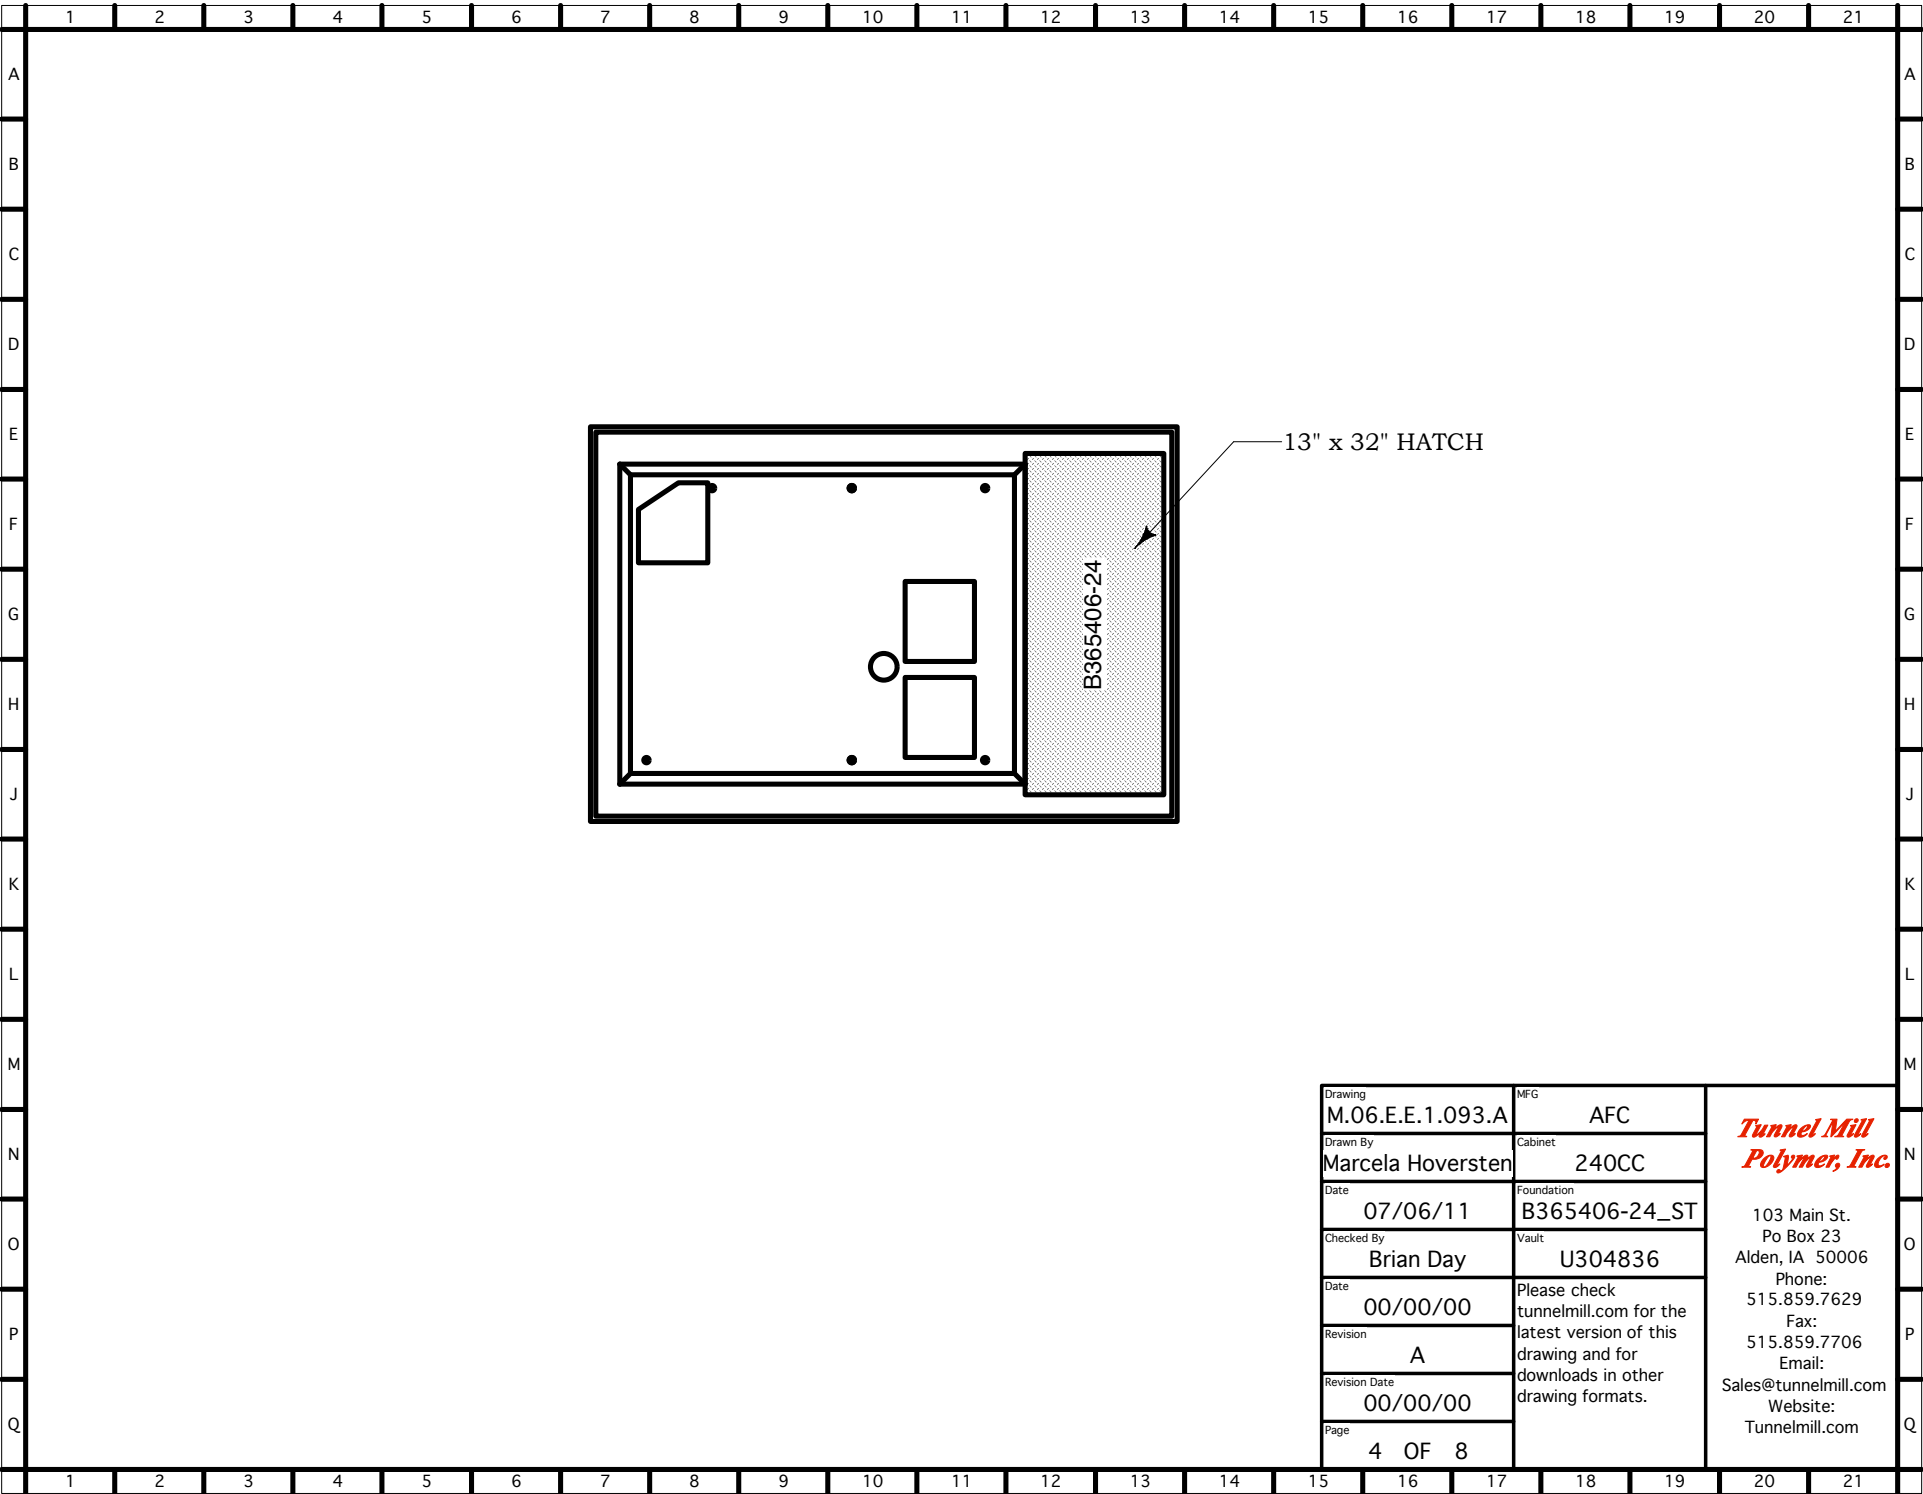 1 2 3 4 5 6 7 8 9 10 11 12 13 14 15 16 17 18 19 20 21
A A
B B
C C
D D
E E
F F
G G
H H
J J
K K
L L
M M
N N
O O
P P
Q Q
13" x 32" HATCH
B365406-24
Drawing
M.06.E.E.1.093.A
MFG
AFC
Drawn By
Marcela Hoversten
Cabinet
240CC
Date
07/06/11
Foundation
B365406-24_ST
Checked By
Brian Day
Vault
U304836
Date
00/00/00
Revision
A
Revision Date
00/00/00
Page
4 OF 8
Please check
tunnelmill.com for the
latest version of this
drawing and for
downloads in other
drawing formats.
Tunnel Mill
Polymer, Inc.
103 Main St.
Po Box 23
Alden, IA 50006
Phone:
515.859.7629
Fax:
515.859.7706
Email:
Sales@tunnelmill.com
Website:
Tunnelmill.com
1 2 3 4 5 6 7 8 9 10 11 12 13 14 15 16 17 18 19 20 21